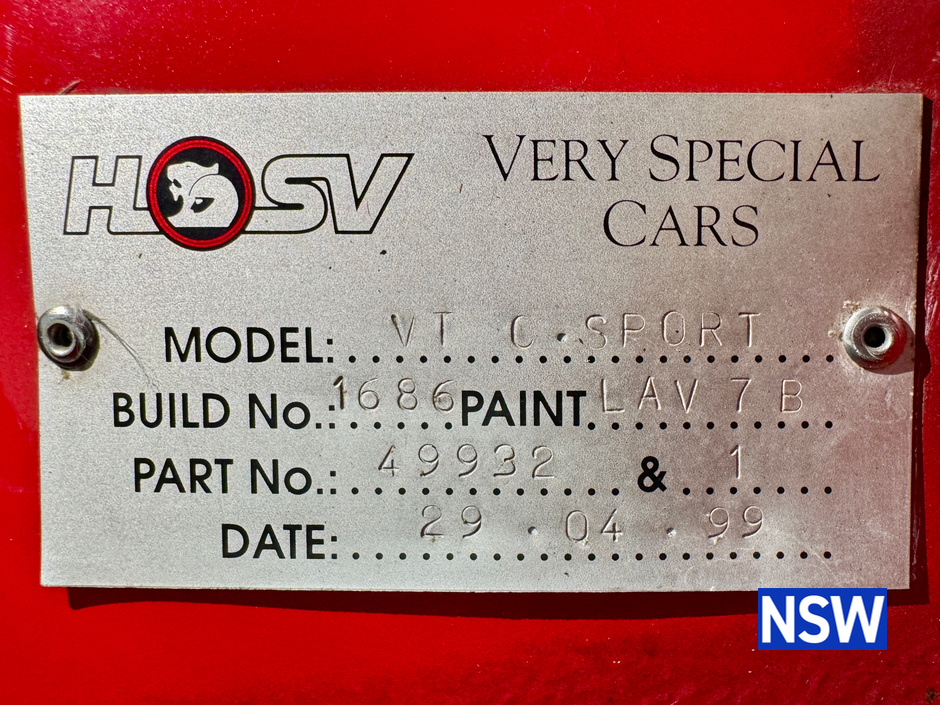 HSV
VERY SPECIAL
CARS
MODEL: VT C.SPORT
BUILD No.: 1686 PAINT LAV 7 B
PART No.: 49932 & 1
DATE: 29.04.99
NSW